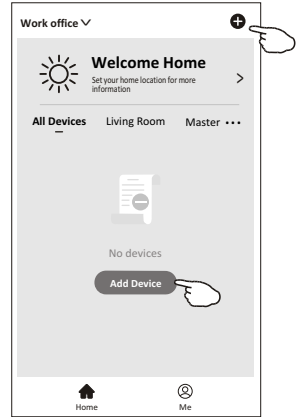 Work office
Welcome Home
Set your home location for more
information
All Devices Living Room Master
No devices
Add Device
Home Me